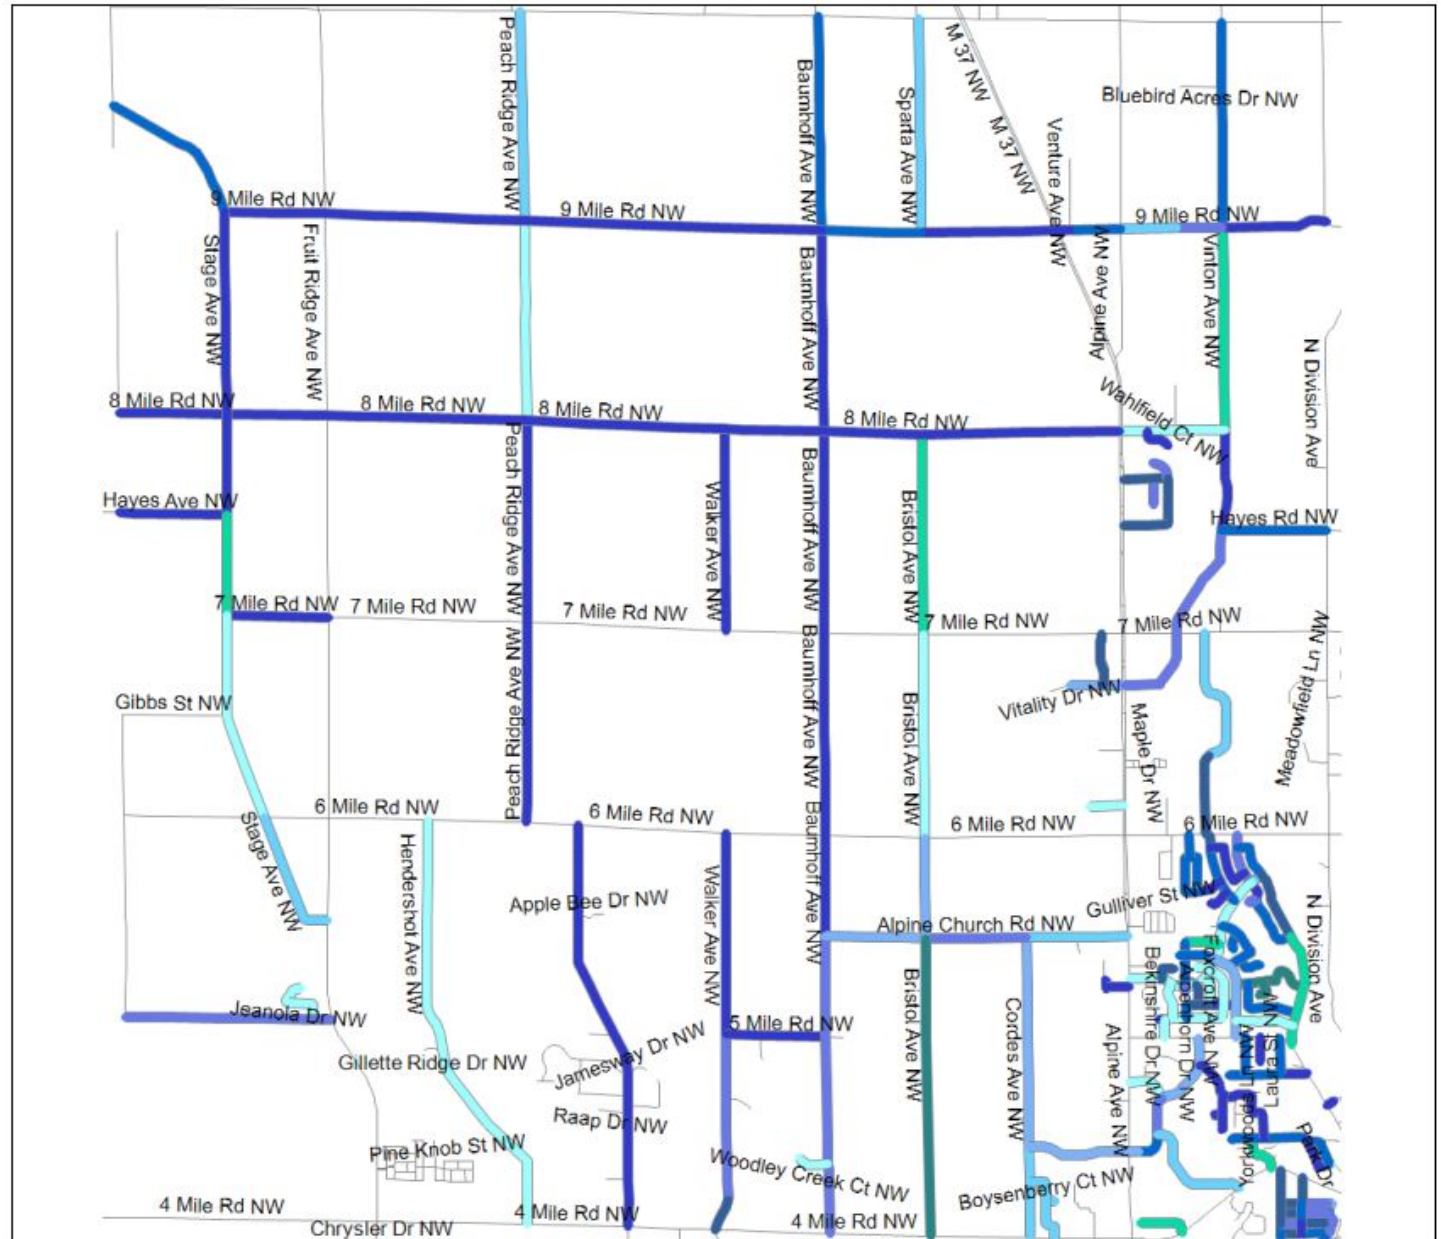 Peach Ridge Ave NW
Baumhoff Ave NW
Sparta Ave NW
M 37 NW
M 37 NW
Venture Ave NW
Bluebird Acres Dr NW
9 Mile Rd NW
9 Mile Rd NW
9 Mile Rd NW
Stage Ave NW
Fruit Ridge Ave NW
Baumhoff Ave NW
Alpine Ave NW
Vinton Ave NW
N Division Ave
8 Mile Rd NW
8 Mile Rd NW
8 Mile Rd NW
8 Mile Rd NW
Wahlfield Ct NW
Peach Ridge Ave NW
Walker Ave NW
Baumhoff Ave NW
Bristol Ave NW
Hayes Ave NW
Hayes Rd NW
7 Mile Rd NW
7 Mile Rd NW
7 Mile Rd NW
7 Mile Rd NW
7 Mile Rd NW
Meadowfield Ln NW
Peach Ridge Ave NW
Baumhoff Ave NW
Gibbs St NW
Bristol Ave NW
Vitality Dr NW
Maple Dr NW
6 Mile Rd NW
6 Mile Rd NW
6 Mile Rd NW
6 Mile Rd NW
Stage Ave NW
Hendershot Ave NW
Apple Bee Dr NW
Walker Ave NW
Baumhoff Ave NW
Alpine Church Rd NW
Gulliver St NW
N Division Ave
Bristol Ave NW
Cordes Ave NW
Bekinshire Dr NW
Alpenhorn Dr NW
Foxcroft Ave NW
Jeanola Dr NW
5 Mile Rd NW
Gillette Ridge Dr NW
Jamesway Dr NW
Alpine Ave NW
Laura St NW
Raap Dr NW
Pine Knob St NW
Woodley Creek Ct NW
Boysenberry Ct NW
Park Dr
4 Mile Rd NW
4 Mile Rd NW
4 Mile Rd NW
Chrysler Dr NW